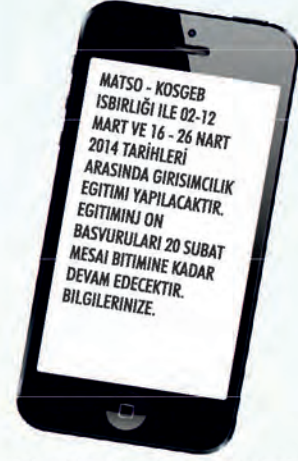 MATSO - KOSGEB
ISBIRLIĞI ILE 02-12
MART VE 16 - 26 NART
2014 TARİHLERİ
ARASINDA GIRISIMCILIK
EGITIMI YAPILACAKTIR.
EGITIMINJ ON
BASVURULARI 20 SUBAT
MESAI BITIMINE KADAR
DEVAM EDECEKTIR.
BILGILERINIZE.